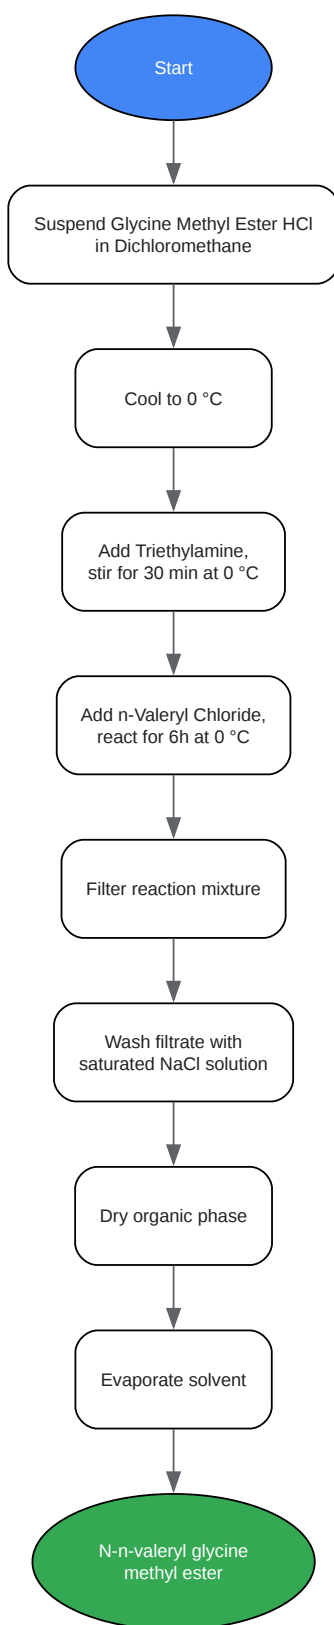 Start
Suspend Glycine Methyl Ester HCl
in Dichloromethane
Cool to 0 °C
Add Triethylamine,
stir for 30 min at 0 °C
Add n-Valeryl Chloride,
react for 6h at 0 °C
Filter reaction mixture
Wash filtrate with
saturated NaCl solution
Dry organic phase
Evaporate solvent
N-n-valeryl glycine
methyl ester